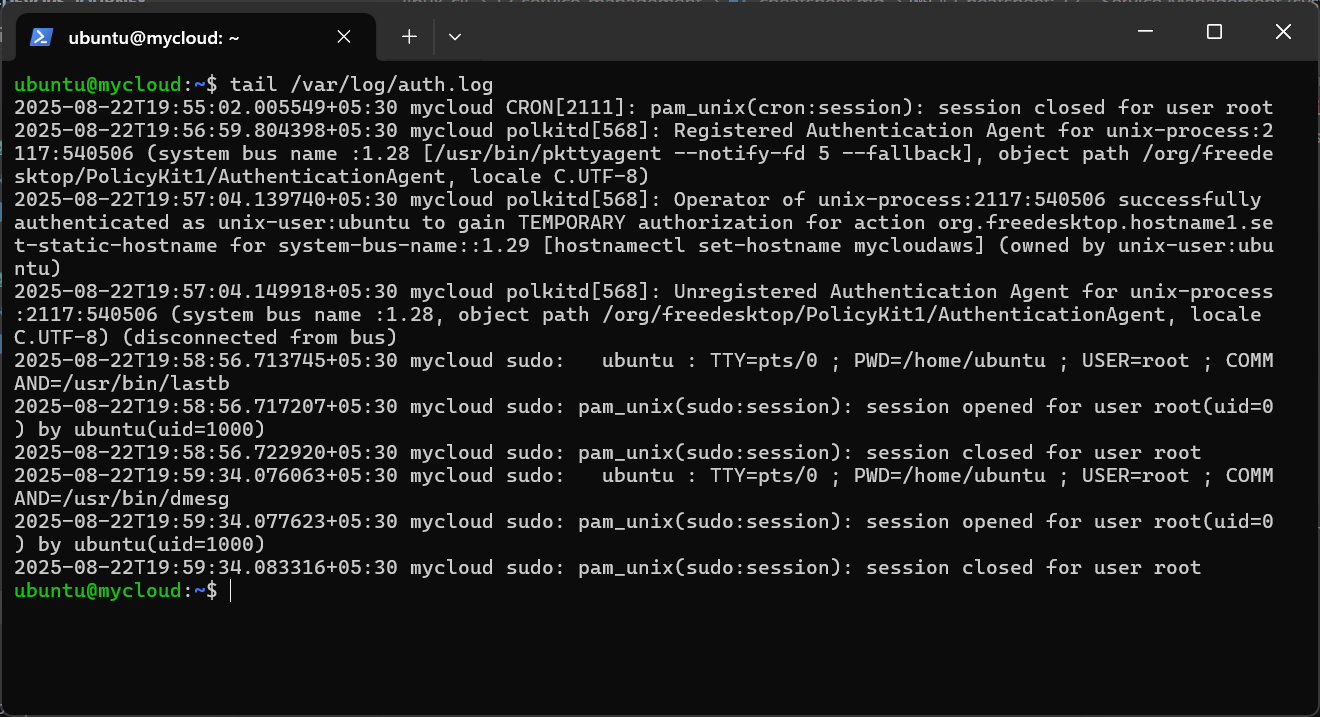 ubuntu@mycloud: ~
ubuntu@mycloud:~$ tail /var/log/auth.log
2025-08-22T19:55:02.005549+05:30 mycloud CRON[2111]: pam_unix(cron:session): session closed for user root
2025-08-22T19:56:59.804398+05:30 mycloud polkitd[568]: Registered Authentication Agent for unix-process:2
117:540506 (system bus name :1.28 [/usr/bin/pkttyagent --notify-fd 5 --fallback], object path /org/freede
sktop/PolicyKit1/AuthenticationAgent, locale C.UTF-8)
2025-08-22T19:57:04.139740+05:30 mycloud polkitd[568]: Operator of unix-process:2117:540506 successfully
authenticated as unix-user:ubuntu to gain TEMPORARY authorization for action org.freedesktop.hostname1.se
t-static-hostname for system-bus-name::1.29 [hostnamectl set-hostname mycloudaws] (owned by unix-user:ubu
ntu)
2025-08-22T19:57:04.149918+05:30 mycloud polkitd[568]: Unregistered Authentication Agent for unix-process
:2117:540506 (system bus name :1.28, object path /org/freedesktop/PolicyKit1/AuthenticationAgent, locale
C.UTF-8) (disconnected from bus)
2025-08-22T19:58:56.713745+05:30 mycloud sudo:   ubuntu : TTY=pts/0 ; PWD=/home/ubuntu ; USER=root ; COMM
AND=/usr/bin/lastb
2025-08-22T19:58:56.717207+05:30 mycloud sudo: pam_unix(sudo:session): session opened for user root(uid=0
) by ubuntu(uid=1000)
2025-08-22T19:58:56.722920+05:30 mycloud sudo: pam_unix(sudo:session): session closed for user root
2025-08-22T19:59:34.076063+05:30 mycloud sudo:   ubuntu : TTY=pts/0 ; PWD=/home/ubuntu ; USER=root ; COMM
AND=/usr/bin/dmesg
2025-08-22T19:59:34.077623+05:30 mycloud sudo: pam_unix(sudo:session): session opened for user root(uid=0
) by ubuntu(uid=1000)
2025-08-22T19:59:34.083316+05:30 mycloud sudo: pam_unix(sudo:session): session closed for user root
ubuntu@mycloud:~$